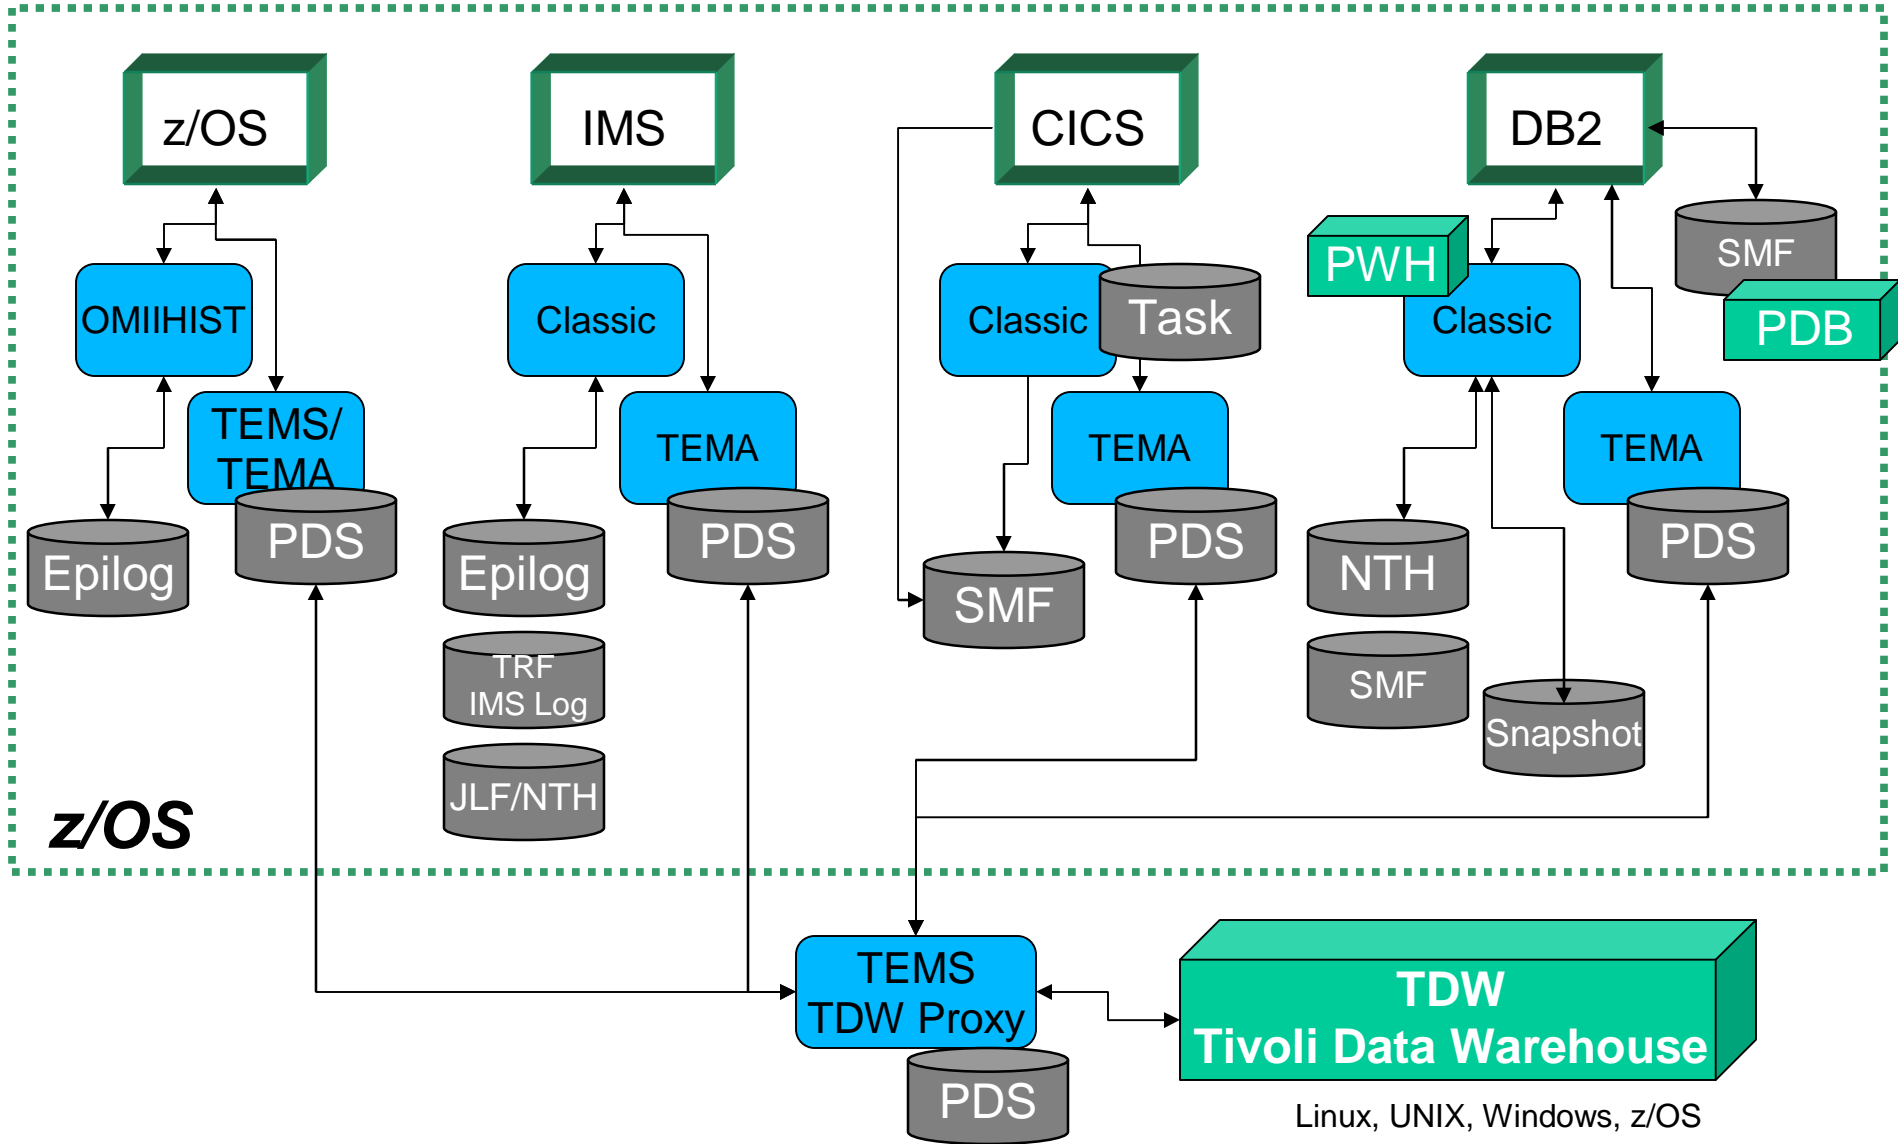 z/OS
IMS
CICS
DB2
PWH
SMF
PDB
OMIIHIST
Classic
Classic
Task
Classic
TEMS/
TEMA
TEMA
TEMA
TEMA
PDS
PDS
PDS
PDS
Epilog
Epilog
SMF
NTH
TRF
IMS Log
SMF
Snapshot
JLF/NTH
z/OS
TEMS
TDW Proxy
PDS
TDW
Tivoli Data Warehouse
Linux, UNIX, Windows, z/OS